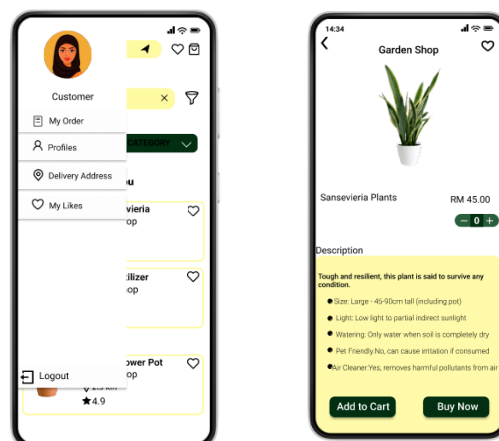 Customer
My Order
Profiles
Delivery Address
My Likes
Logout
CATEGORY
op
op
ower Pot
op
4.9
14:34
Garden Shop
Sansevieria Plants
RM 45.00
0
Description
Tough and resilient, this plant is said to survive any
condition.
Size: Large - 45-90cm tall (including pot)
Light: Low light to partial indirect sunlight
Watering: Only water when soil is completely dry
Pet Friendly:No, can cause irritation if consumed
Air Cleaner:Yes, removes harmful pollutants from air
Add to Cart
Buy Now